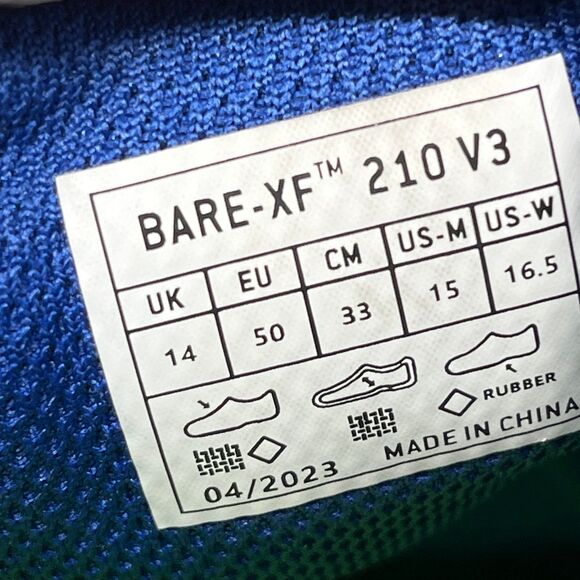 BARE-XF™ 210 V3
UK EU CM US-M US-W
14 50 33 15 16.5
RUBBER
04/2023 MADE IN CHINA